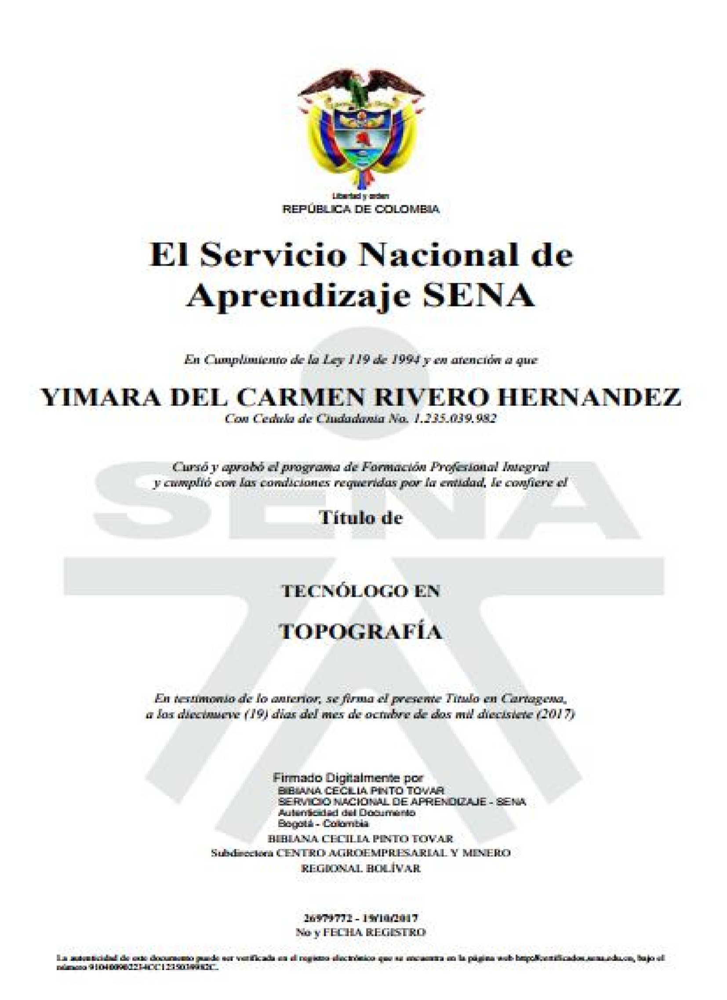 Libertad y orden
REPÚBLICA DE COLOMBIA
El Servicio Nacional de
Aprendizaje SENA
En Cumplimiento de la Ley 119 de 1994 y en atención a que
YIMARA DEL CARMEN RIVERO HERNANDEZ
Con Cedula de Ciudadania No. 1.235.039.982
Cursó y aprobó el programa de Formación Profesional Integral
y cumplió con las condiciones requeridas por la entidad, le confiere el
SENA
Título de
TECNÓLOGO EN
TOPOGRAFÍA
En testimonio de lo anterior, se firma el presente Título en Cartagena,
a los diecinueve (19) días del mes de octubre de dos mil diecisiete (2017)
Firmado Digitalmente por
BIBIANA CECILIA PINTO TOVAR
SERVICIO NACIONAL DE APRENDIZAJE - SENA
Autenticidad del Documento
Bogotá - Colombia
BIBIANA CECILIA PINTO TOVAR
Subdirectora CENTRO AGROEMPRESARIAL Y MINERO
REGIONAL BOLÍVAR
26979772 - 19/10/2017
No y FECHA REGISTRO
La autenticidad de este documento puede ser verificada en el registro electrónico que se encuentra en la página web http://certificados.sena.edu.co, bajo el
número 9104009022​14CC1235039982C.